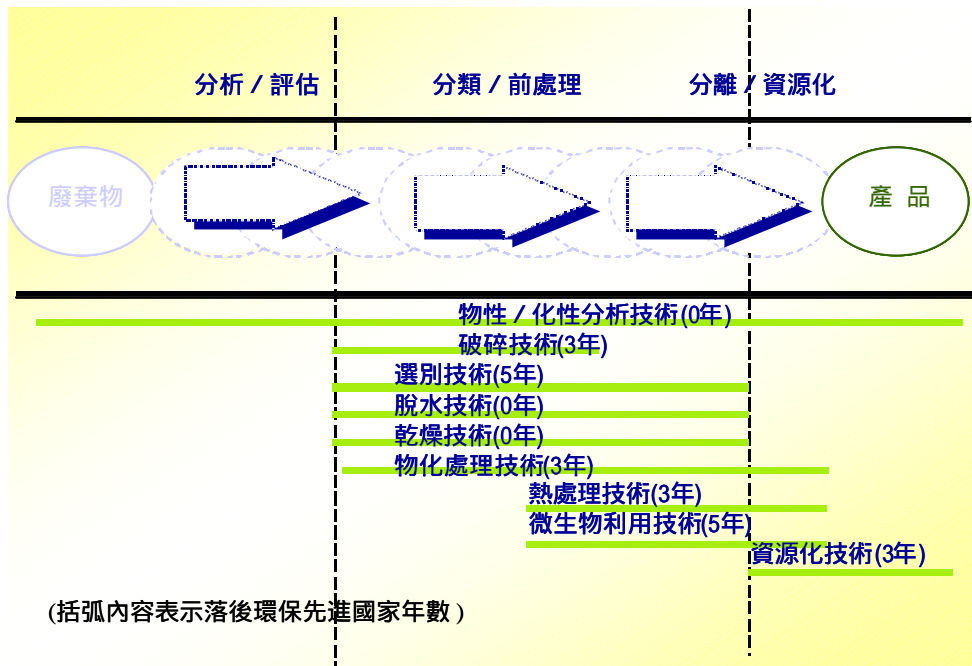 分析 / 評估
分類 / 前處理
分離 / 資源化
廢棄物
產 品
物性 / 化性分析技術(0年)
破碎技術(3年)
選別技術(5年)
脫水技術(0年)
乾燥技術(0年)
物化處理技術(3年)
熱處理技術(3年)
微生物利用技術(5年)
資源化技術(3年)
(括弧內容表示落後環保先進國家年數 )